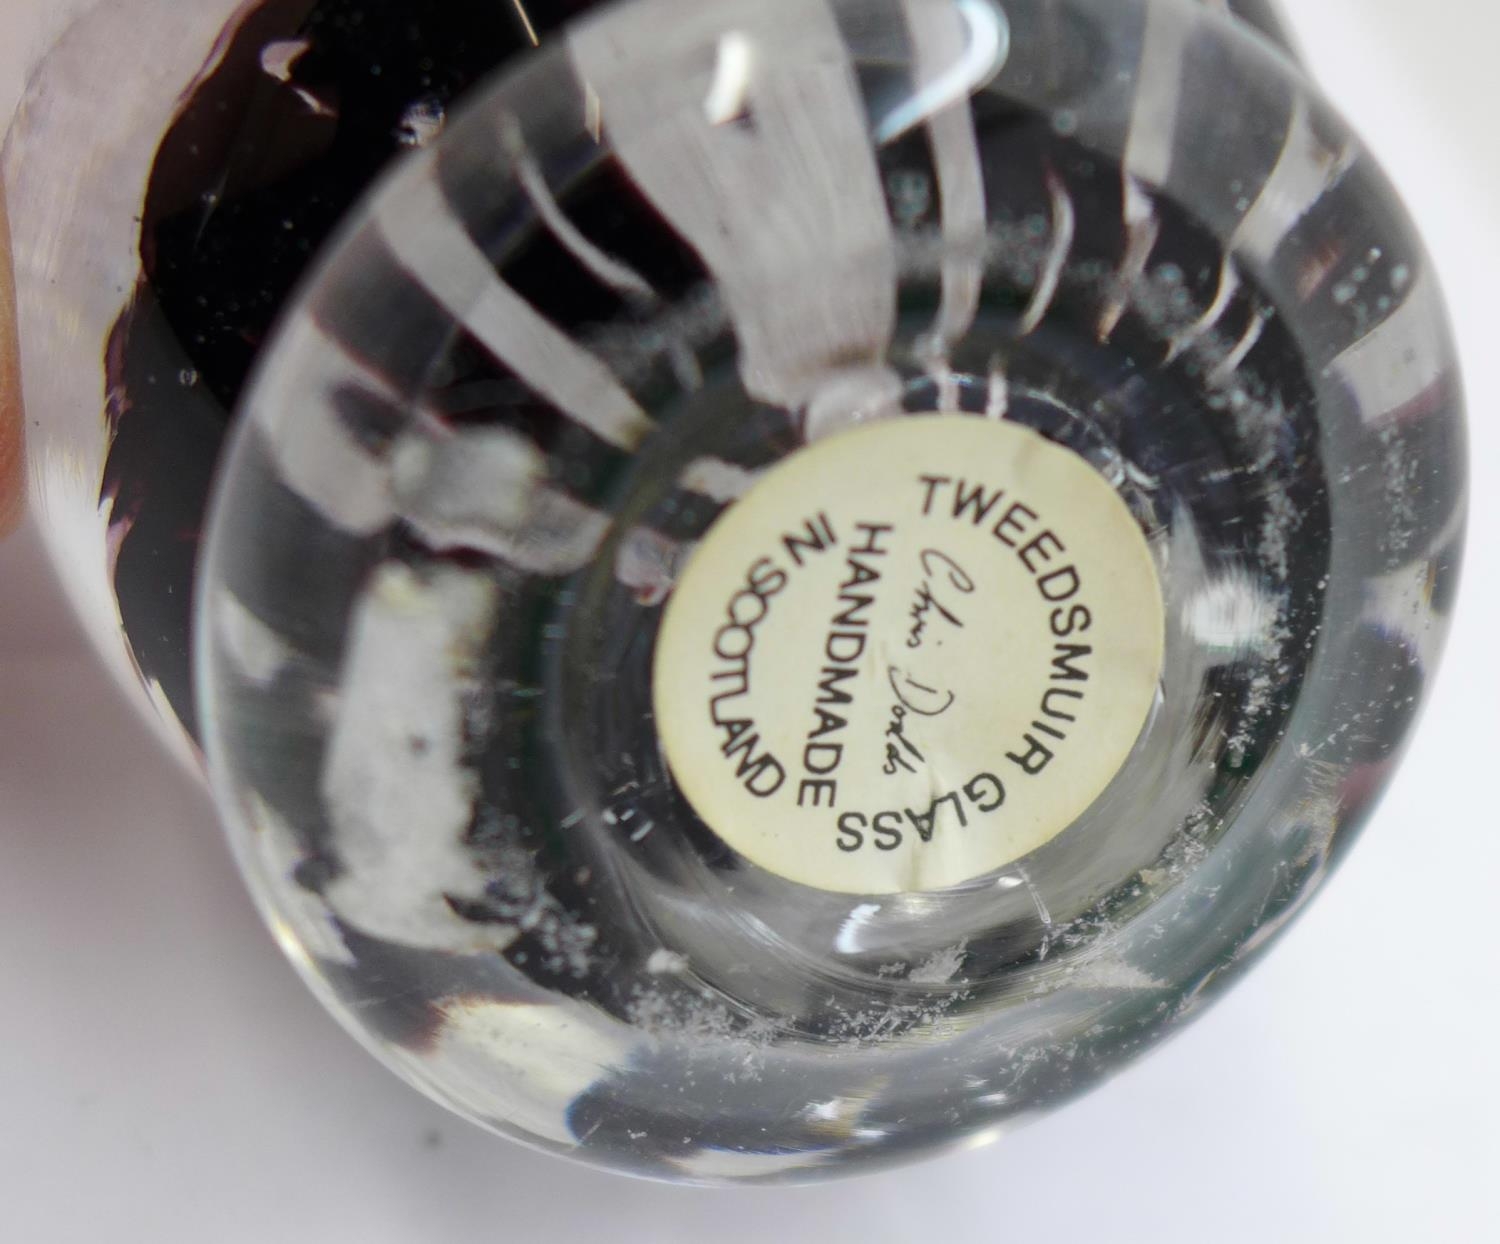 TWEEDSMUIR GLASS
Chris Dodds
HANDMADE
IN SCOTLAND